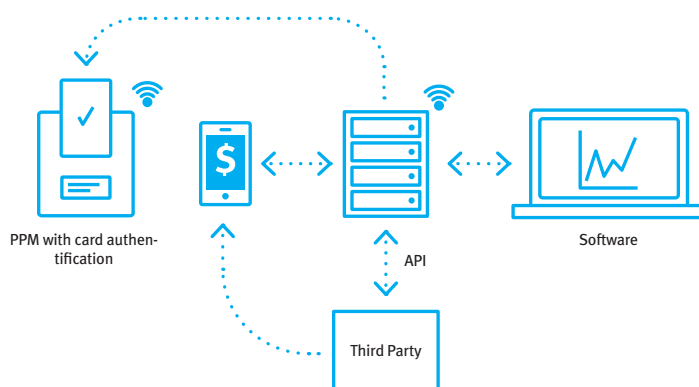 $
PPM with card authen-
tification
Software
API
Third Party